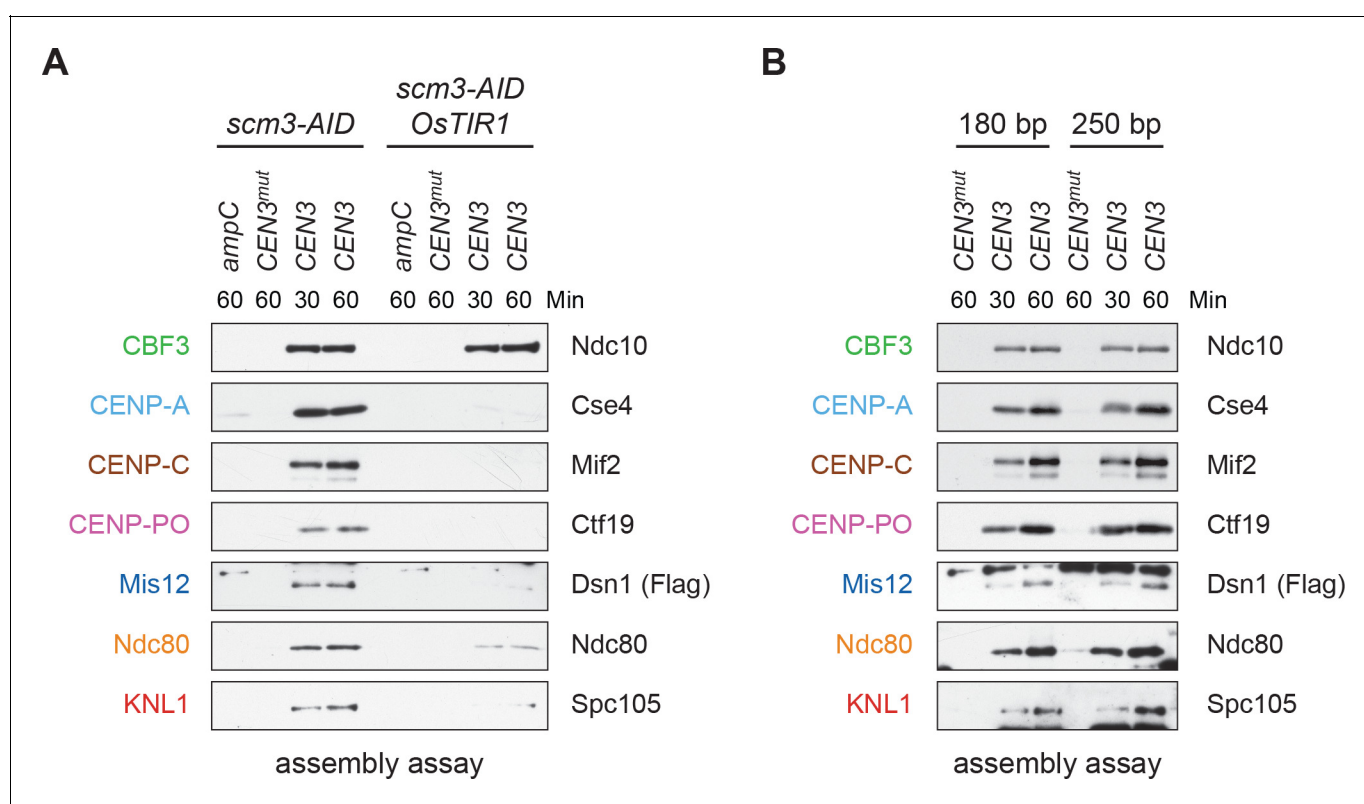 A
scm3-AID
scm3-AID
OsTIR1
ampC CEN3mut CEN3 CEN3 ampC CEN3mut CEN3 CEN3
60 60 30 60 60 60 30 60 Min
CBF3 Ndc10
CENP-A Cse4
CENP-C Mif2
CENP-PO Ctf19
Mis12 Dsn1 (Flag)
Ndc80 Ndc80
KNL1 Spc105
assembly assay
B
180 bp 250 bp
CEN3mut CEN3 CEN3 CEN3mut CEN3 CEN3
60 30 60 60 30 60 Min
CBF3 Ndc10
CENP-A Cse4
CENP-C Mif2
CENP-PO Ctf19
Mis12 Dsn1 (Flag)
Ndc80 Ndc80
KNL1 Spc105
assembly assay